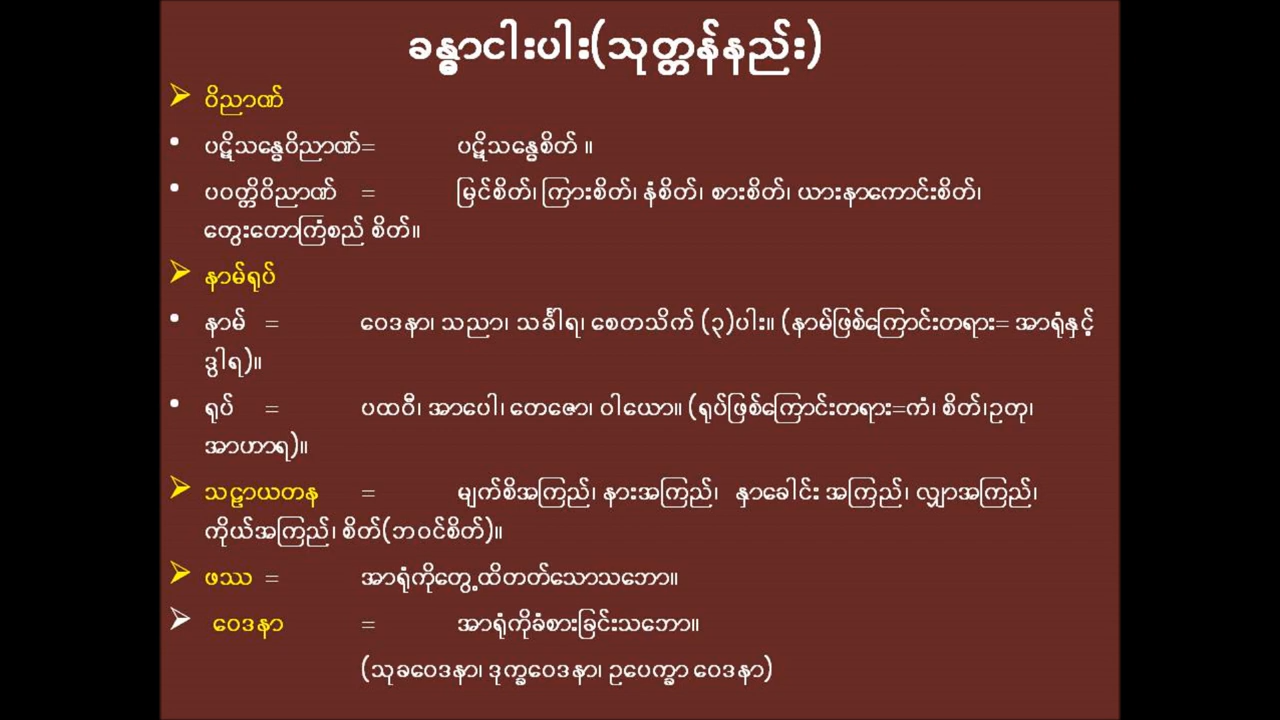 ခန္ဓာငါးပါး(သုတ္တန်နည်း)
➢ ဝိညာဏ်
• ပဋိသန္ဓေဝိညာဏ်= ပဋိသန္ဓေစိတ် ။
• ပဝတ္တိဝိညာဏ် = မြင်စိတ်၊ ကြားစိတ်၊ နံစိတ်၊ စားစိတ်၊ ယားနာကောင်းစိတ်၊
တွေးတောကြံစည် စိတ်။
➢ နာမ်ရုပ်
• နာမ် = ဝေဒနာ၊ သညာ၊ သင်္ခါရ၊ စေတသိက် (၃)ပါး။ (နာမ်ဖြစ်ကြောင်းတရား= အာရုံနှင့်
ဒွါရ)။
• ရုပ် = ပထဝီ၊ အာပေါ၊ တေဇော၊ ဝါယော။ (ရုပ်ဖြစ်ကြောင်းတရား=ကံ၊ စိတ်၊ဥတု၊
အာဟာရ)။
➢ သဠာယတန = မျက်စိအကြည်၊ နားအကြည်၊ နှာခေါင်း အကြည်၊ လျှာအကြည်၊
ကိုယ်အကြည်၊ စိတ်(ဘဝင်စိတ်)။
➢ ဖဿ = အာရုံကိုတွေ့ထိတတ်သောသဘော။
➢ ဝေဒနာ = အာရုံကိုခံစားခြင်းသဘော။
(သုခဝေဒနာ၊ ဒုက္ခဝေဒနာ၊ ဥပေက္ခာ ဝေဒနာ)